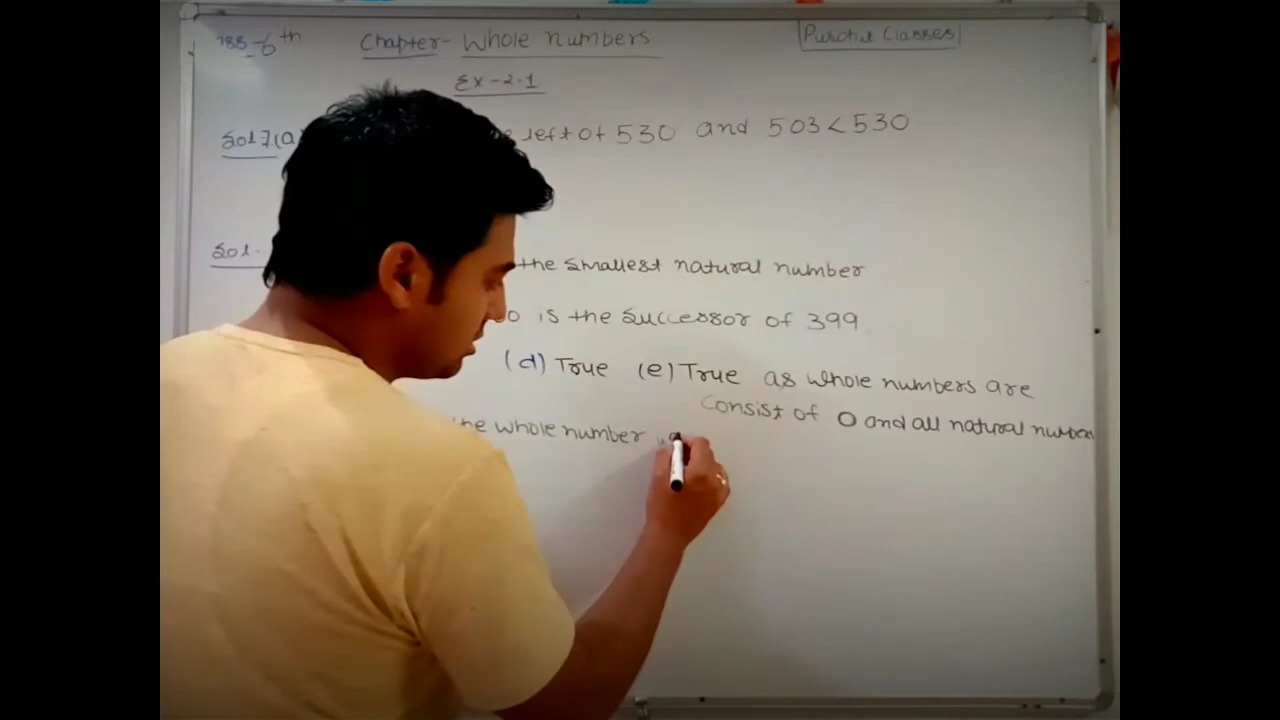 -6th Chapter- Whole numbers Purohit Classes
Ex-2.1
Sol 7(a) left of 530 and 503<530
Sol. the smallest natural number
is the successor of 399
(d) True (e) True as whole numbers are
consist of 0 and all natural numbers
the whole number